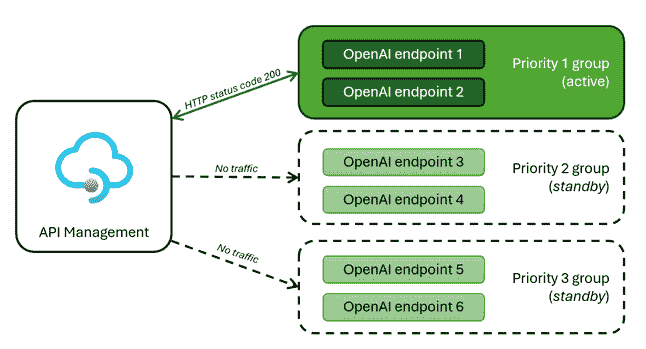 OpenAI endpoint 1
OpenAI endpoint 2
Priority 1 group
(active)
HTTP status code 200
OpenAI endpoint 3
OpenAI endpoint 4
Priority 2 group
(standby)
No traffic
API Management
No traffic
OpenAI endpoint 5
OpenAI endpoint 6
Priority 3 group
(standby)